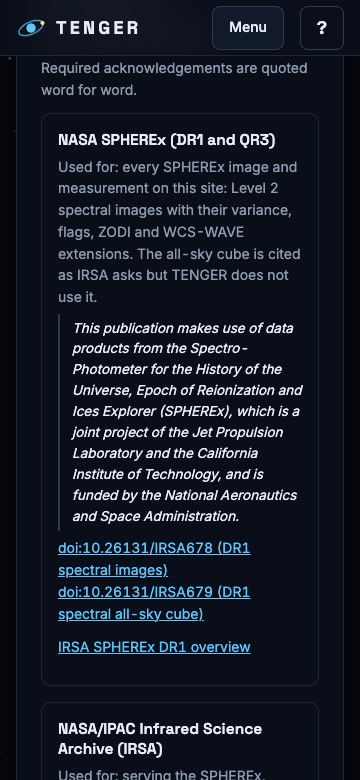 TENGER
Menu
?
Required acknowledgements are quoted
word for word.
NASA SPHEREx (DR1 and QR3)
Used for: every SPHEREx image and
measurement on this site: Level 2
spectral images with their variance,
flags, ZODI and WCS-WAVE
extensions. The all-sky cube is cited
as IRSA asks but TENGER does not
use it.
This publication makes use of data
products from the Spectro-
Photometer for the History of the
Universe, Epoch of Reionization and
Ices Explorer (SPHEREx), which is a
joint project of the Jet Propulsion
Laboratory and the California
Institute of Technology, and is
funded by the National Aeronautics
and Space Administration.
doi:10.26131/IRSA678 (DR1
spectral images)
doi:10.26131/IRSA679 (DR1
spectral all-sky cube)
IRSA SPHEREx DR1 overview
NASA/IPAC Infrared Science
Archive (IRSA)
Used for: serving the SPHEREx,